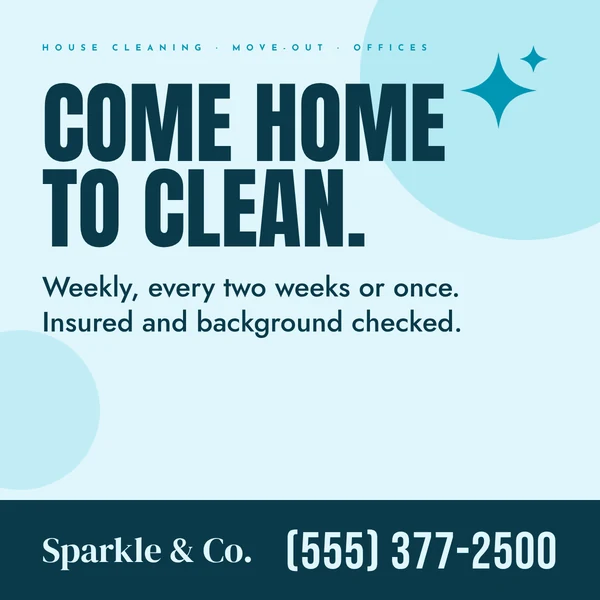 HOUSE CLEANING · MOVE-OUT · OFFICES
COME HOME
TO CLEAN.
Weekly, every two weeks or once.
Insured and background checked.
Sparkle & Co. (555) 377-2500